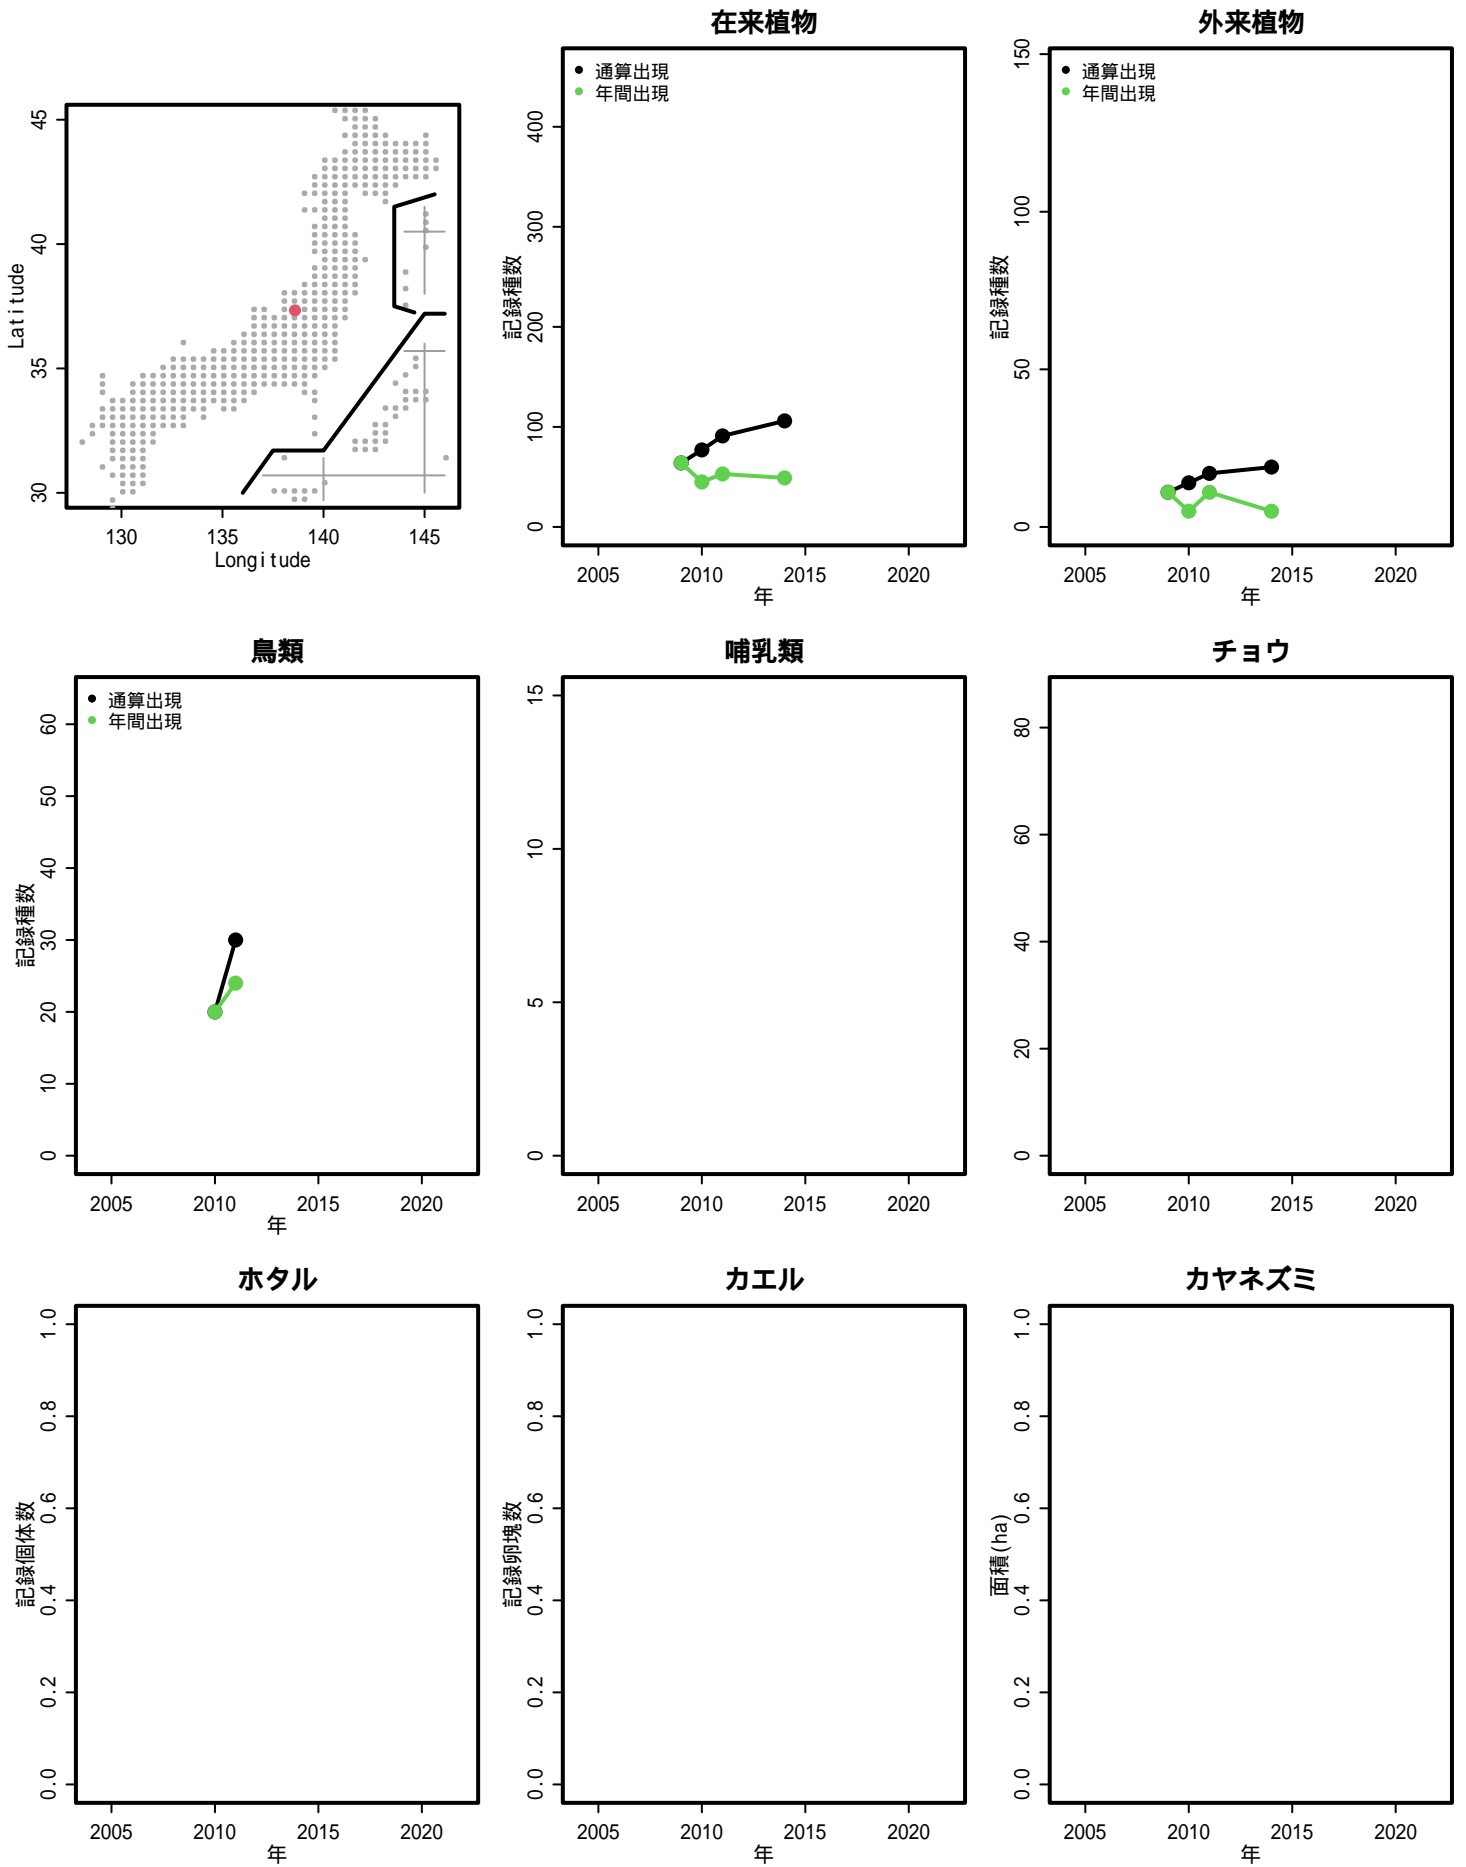 45
40
35
30
Latitude
130
135
140
145
Longitude
在来植物
通算出現
年間出現
400
300
200
100
0
記録種数
2005
2010
2015
2020
年
外来植物
通算出現
年間出現
150
100
50
0
記録種数
2005
2010
2015
2020
年
鳥類
通算出現
年間出現
60
50
40
30
20
10
0
記録種数
2005
2010
2015
2020
年
哺乳類
15
10
5
0
2005
2010
2015
2020
チョウ
80
60
40
20
0
2005
2010
2015
2020
ホタル
1.0
0.8
0.6
0.4
0.2
0.0
記録個体数
2005
2010
2015
2020
年
カエル
1.0
0.8
0.6
0.4
0.2
0.0
記録卵塊数
2005
2010
2015
2020
年
カヤネズミ
1.0
0.8
0.6
0.4
0.2
0.0
面積(ha)
2005
2010
2015
2020
年